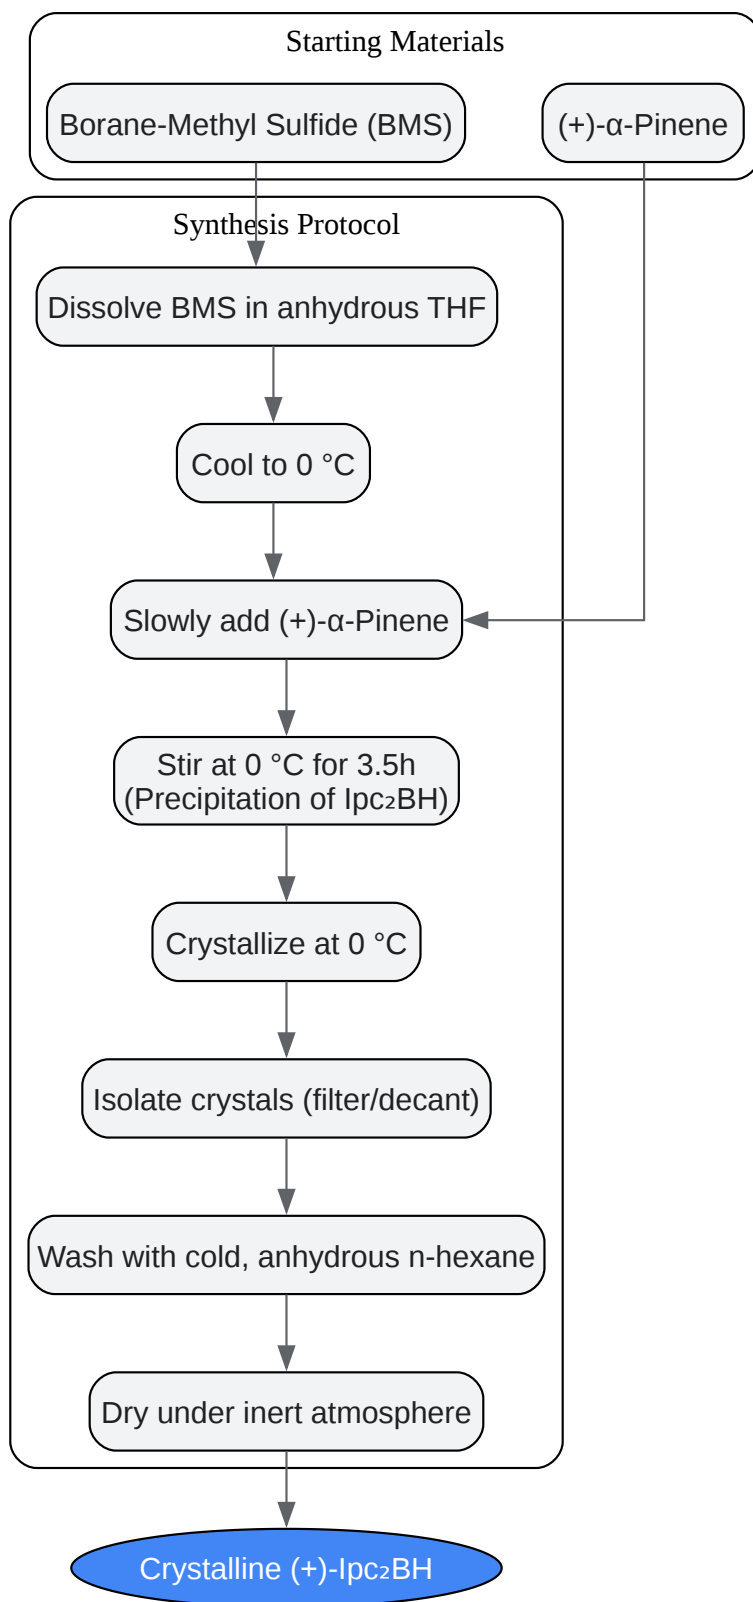 Starting Materials
Borane-Methyl Sulfide (BMS)
(+)-α-Pinene
Synthesis Protocol
Dissolve BMS in anhydrous THF
Cool to 0 °C
Slowly add (+)-α-Pinene
Stir at 0 °C for 3.5h
(Precipitation of Ipc₂BH)
Crystallize at 0 °C
Isolate crystals (filter/decant)
Wash with cold, anhydrous n-hexane
Dry under inert atmosphere
Crystalline (+)-Ipc₂BH